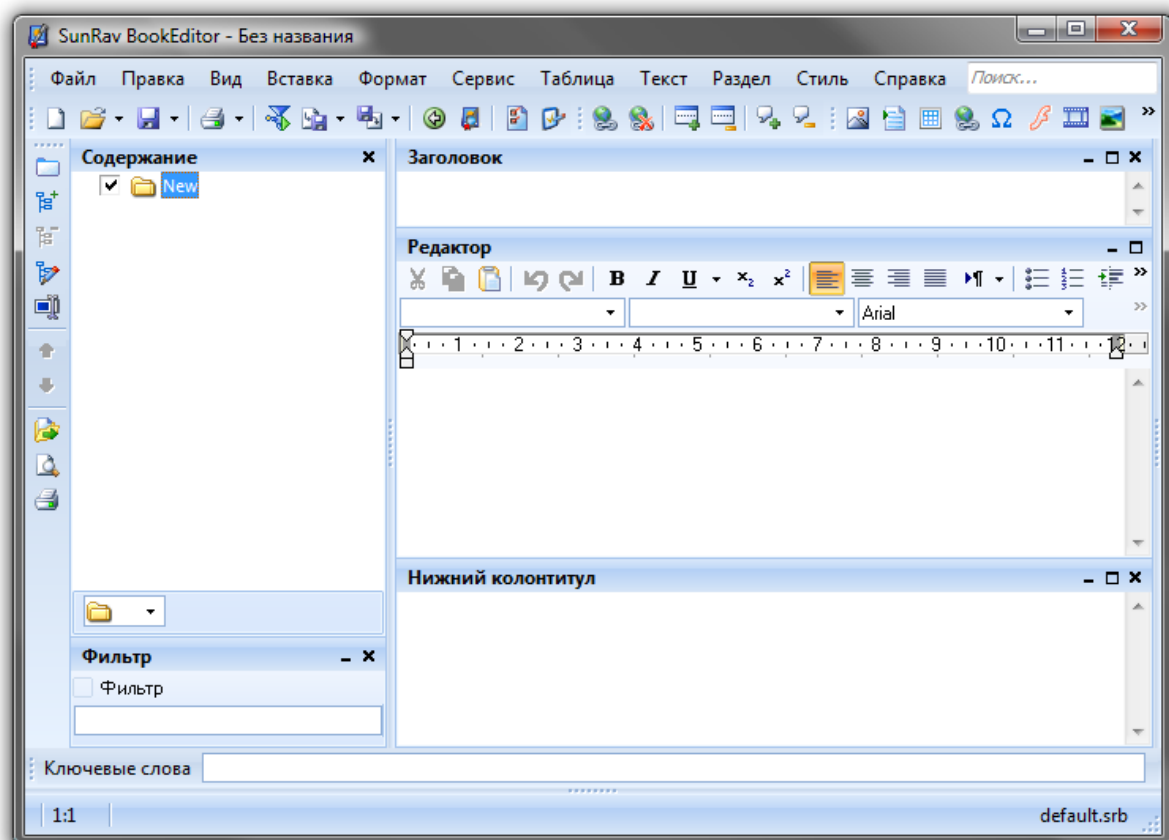 SunRav BookEditor - Без названия
Файл Правка Вид Вставка Формат Сервис Таблица Текст Раздел Стиль Справка Поиск...
Содержание
New
Заголовок
Редактор
B I U x₂ x²
Arial
1 2 3 4 5 6 7 8 9 10 11 12
Нижний колонтитул
Фильтр
Фильтр
Ключевые слова
1:1 default.srb